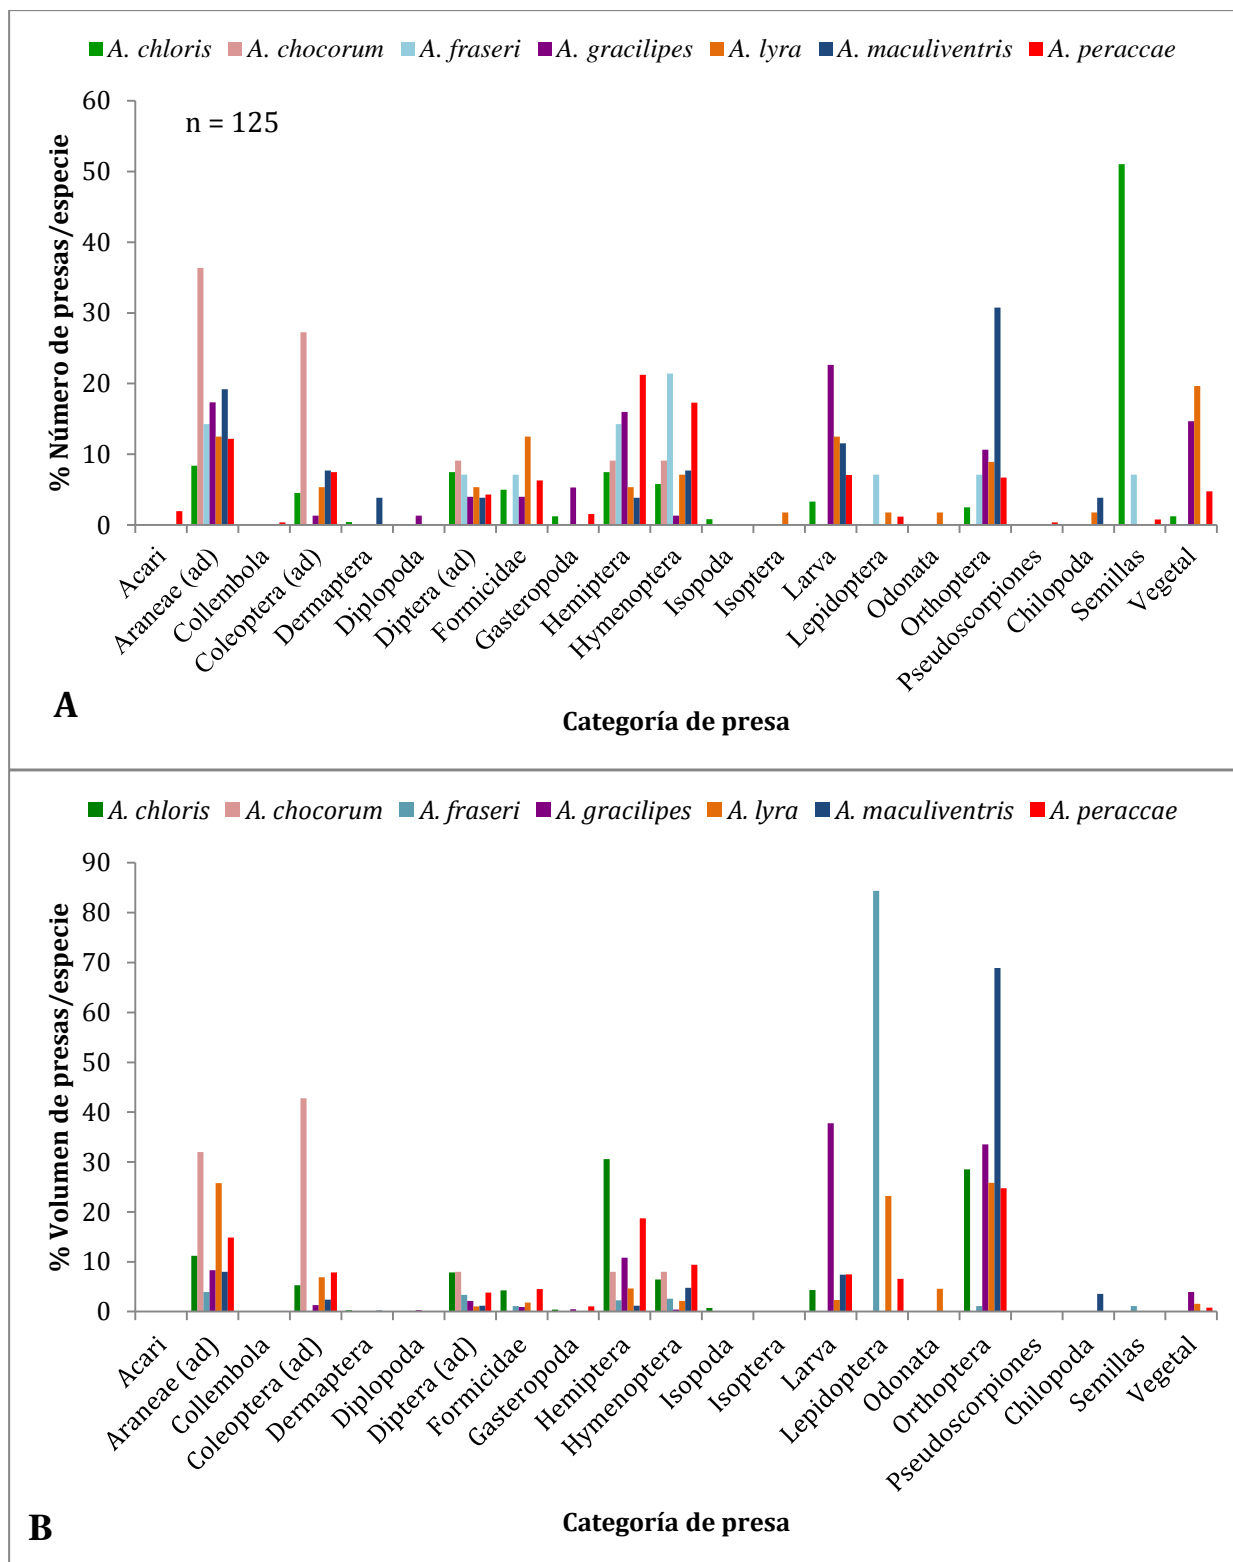 A. chloris A. chocorum A. fraseri A. gracilipes A. lyra A. maculiventris A. peraccae
n = 125
% Número de presas/especie
60
50
40
30
20
10
0
Acari
Araneae (ad)
Collembola
Coleoptera (ad)
Dermaptera
Diplopoda
Diptera (ad)
Formicidae
Gasteropoda
Hemiptera
Hymenoptera
Isopoda
Isoptera
Larva
Lepidoptera
Odonata
Orthoptera
Pseudoscorpiones
Chilopoda
Semillas
Vegetal
A
Categoría de presa
A. chloris A. chocorum A. fraseri A. gracilipes A. lyra A. maculiventris A. peraccae
% Volumen de presas/especie
90
80
70
60
50
40
30
20
10
0
Acari
Araneae (ad)
Collembola
Coleoptera (ad)
Dermaptera
Diplopoda
Diptera (ad)
Formicidae
Gasteropoda
Hemiptera
Hymenoptera
Isopoda
Isoptera
Larva
Lepidoptera
Odonata
Orthoptera
Pseudoscorpiones
Chilopoda
Semillas
Vegetal
Categoría de presa
B